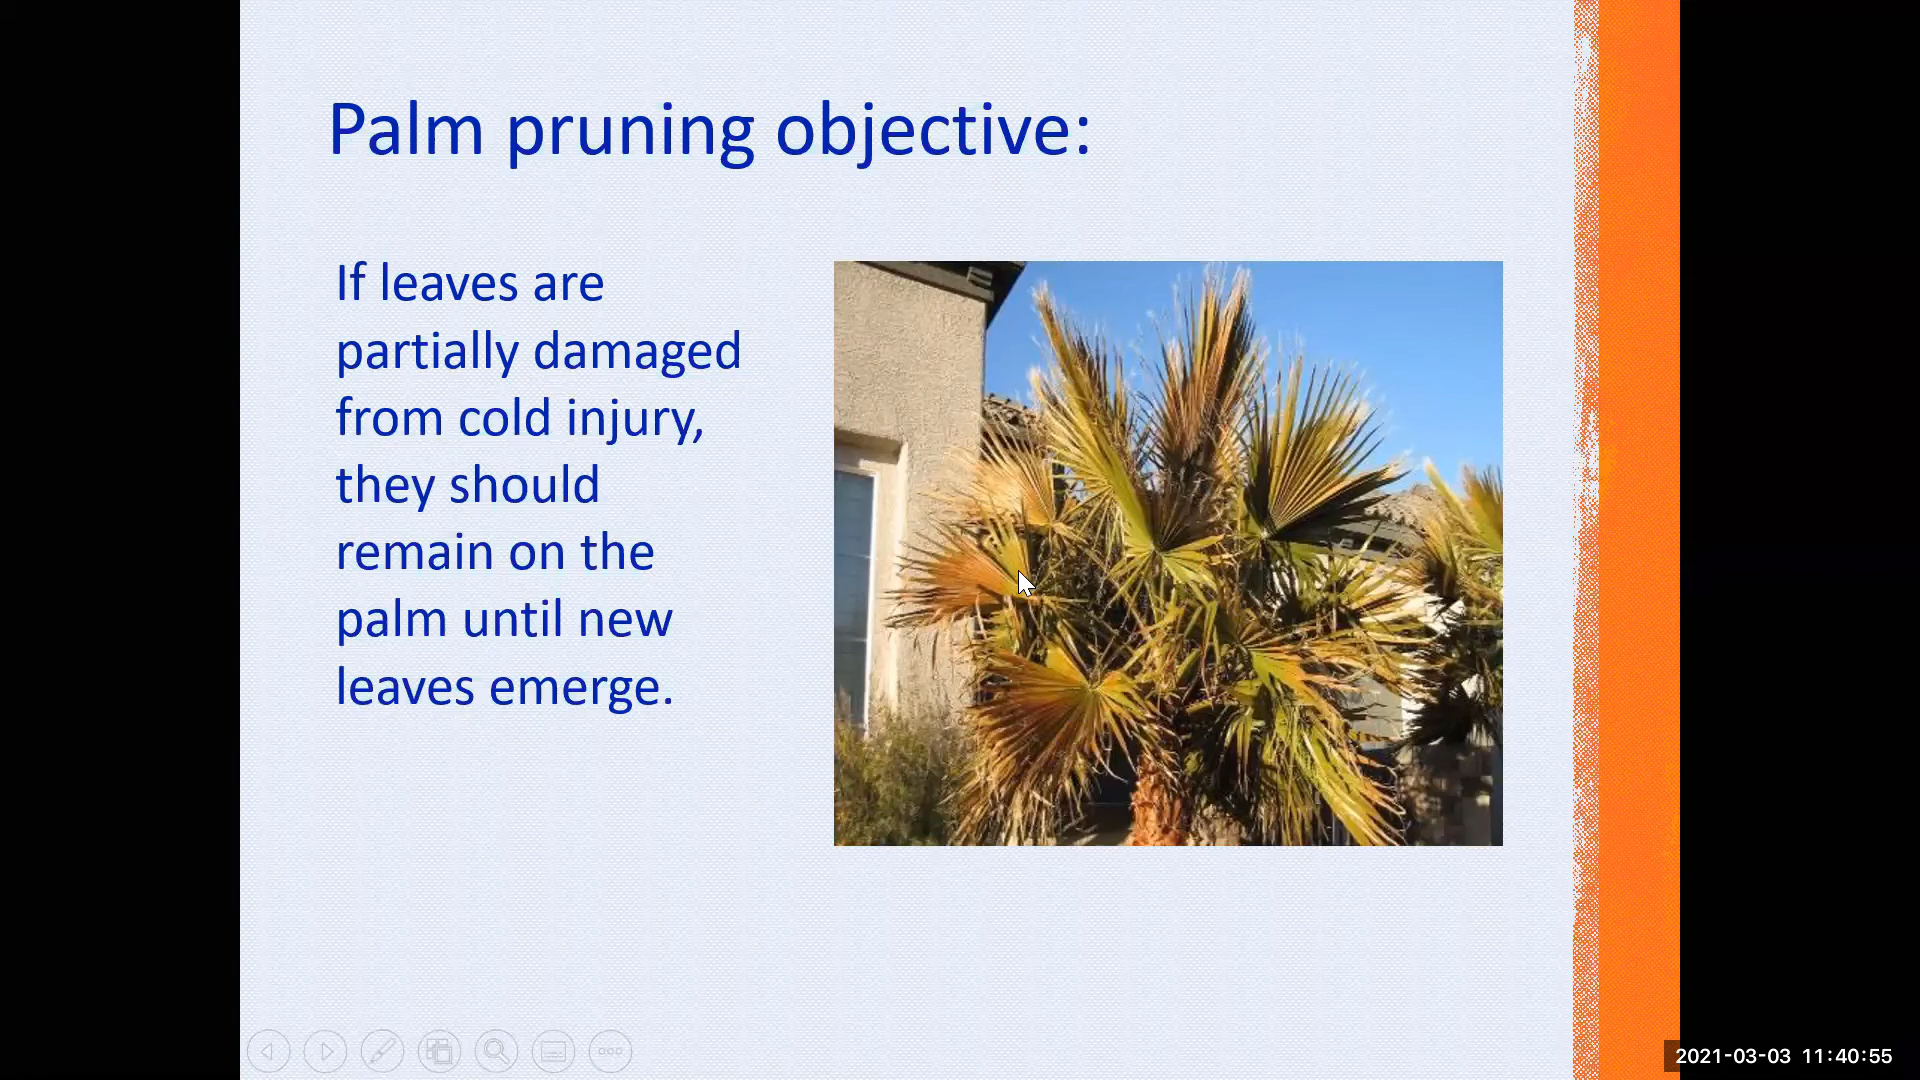 Palm pruning objective:
If leaves are
partially damaged
from cold injury,
they should
remain on the
palm until new
leaves emerge.
2021-03-03 11:40:55